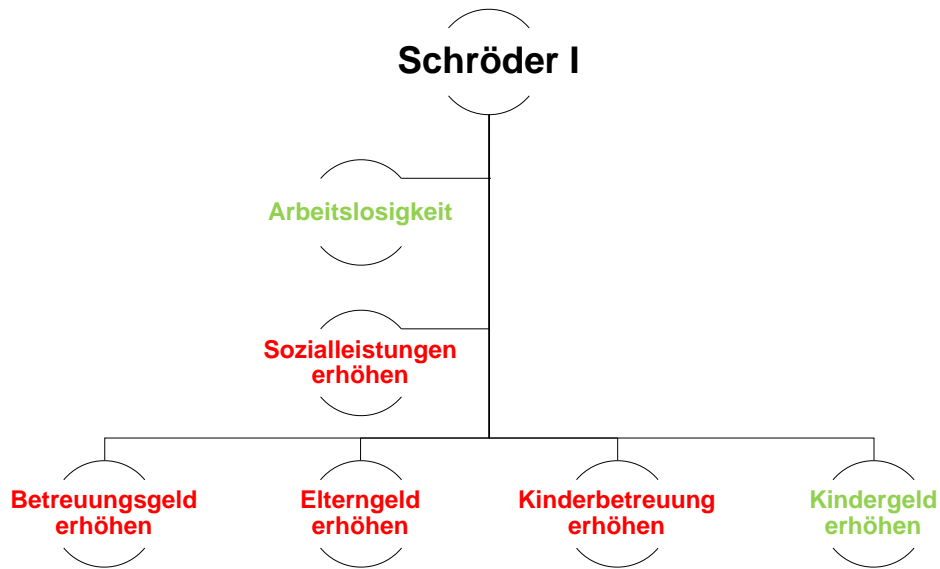 Schröder I
Arbeitslosigkeit
Sozialleistungen
erhöhen
Betreuungsgeld
erhöhen
Elterngeld
erhöhen
Kinderbetreuung
erhöhen
Kindergeld
erhöhen